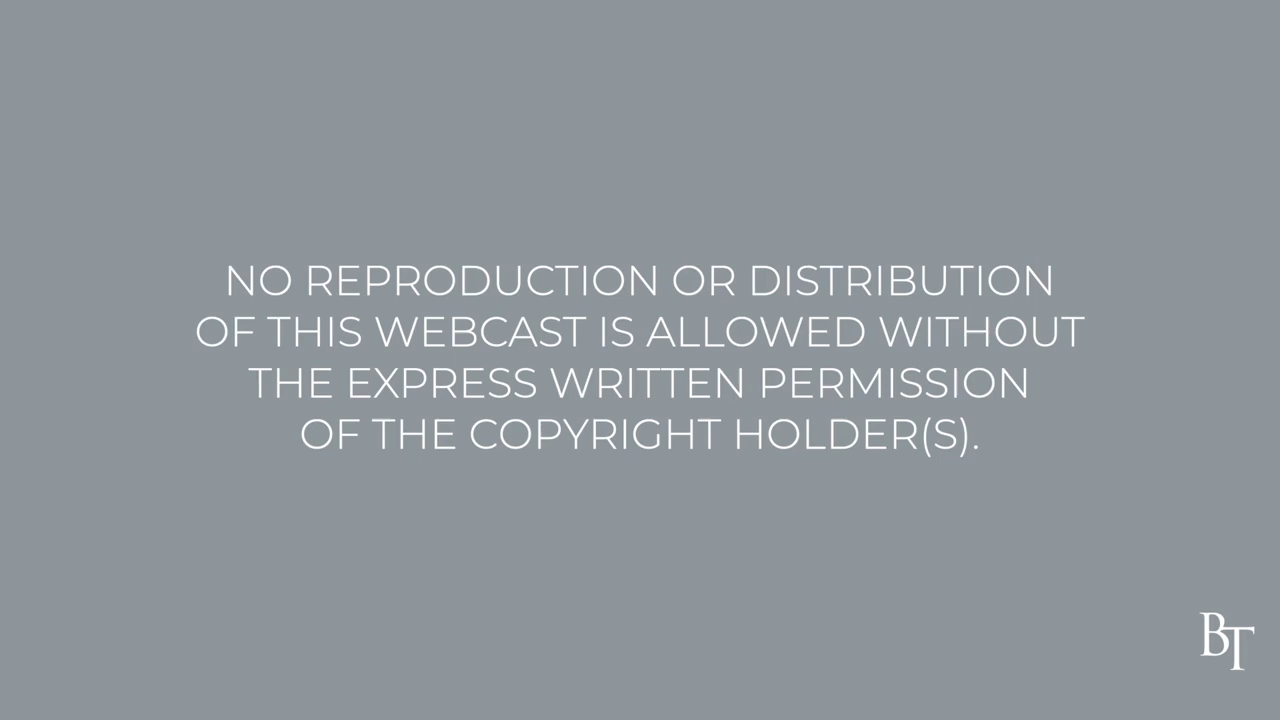 NO REPRODUCTION OR DISTRIBUTION
OF THIS WEBCAST IS ALLOWED WITHOUT
THE EXPRESS WRITTEN PERMISSION
OF THE COPYRIGHT HOLDER(S).
BT